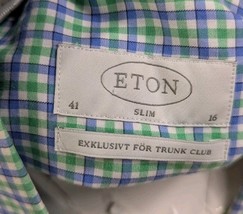 ETON
41 SLIM 16
EXKLUSIVT FÖR TRUNK CLUB